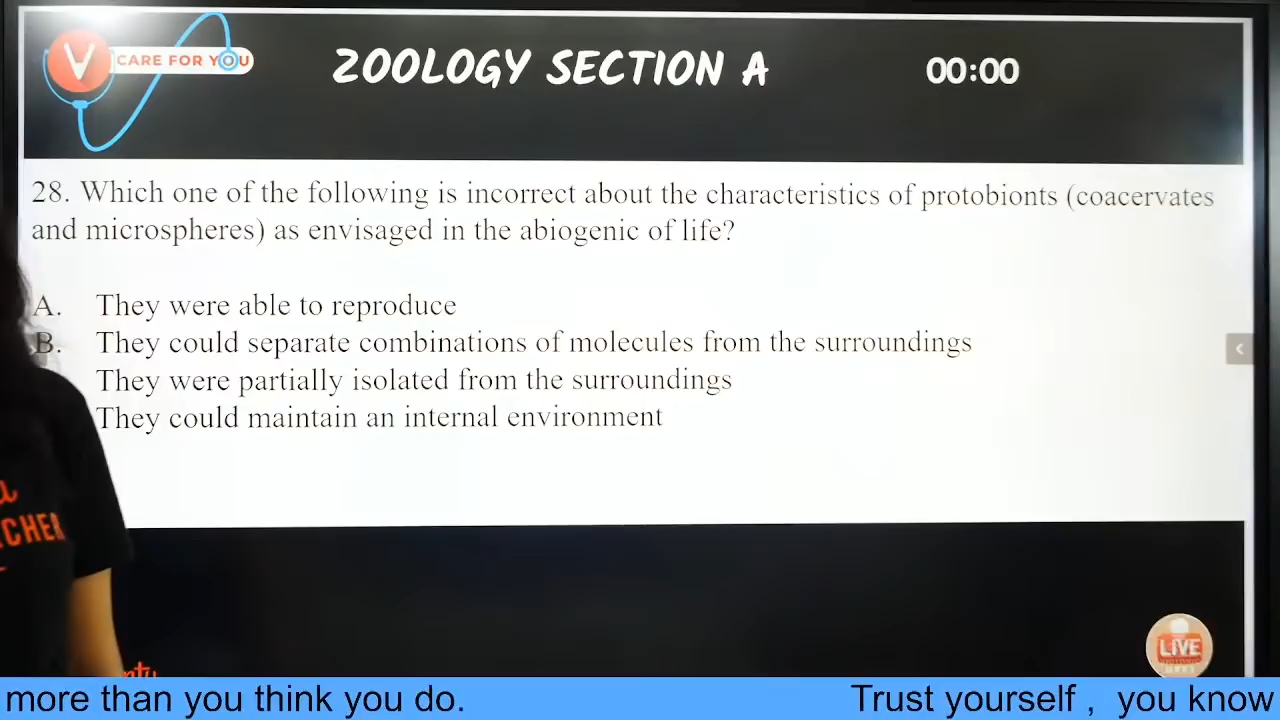 CARE FOR YOU
ZOOLOGY SECTION A
00:00
28. Which one of the following is incorrect about the characteristics of protobionts (coacervates
and microspheres) as envisaged in the abiogenic of life?
A. They were able to reproduce
B. They could separate combinations of molecules from the surroundings
They were partially isolated from the surroundings
They could maintain an internal environment
LIVE
more than you think you do. Trust yourself , you know